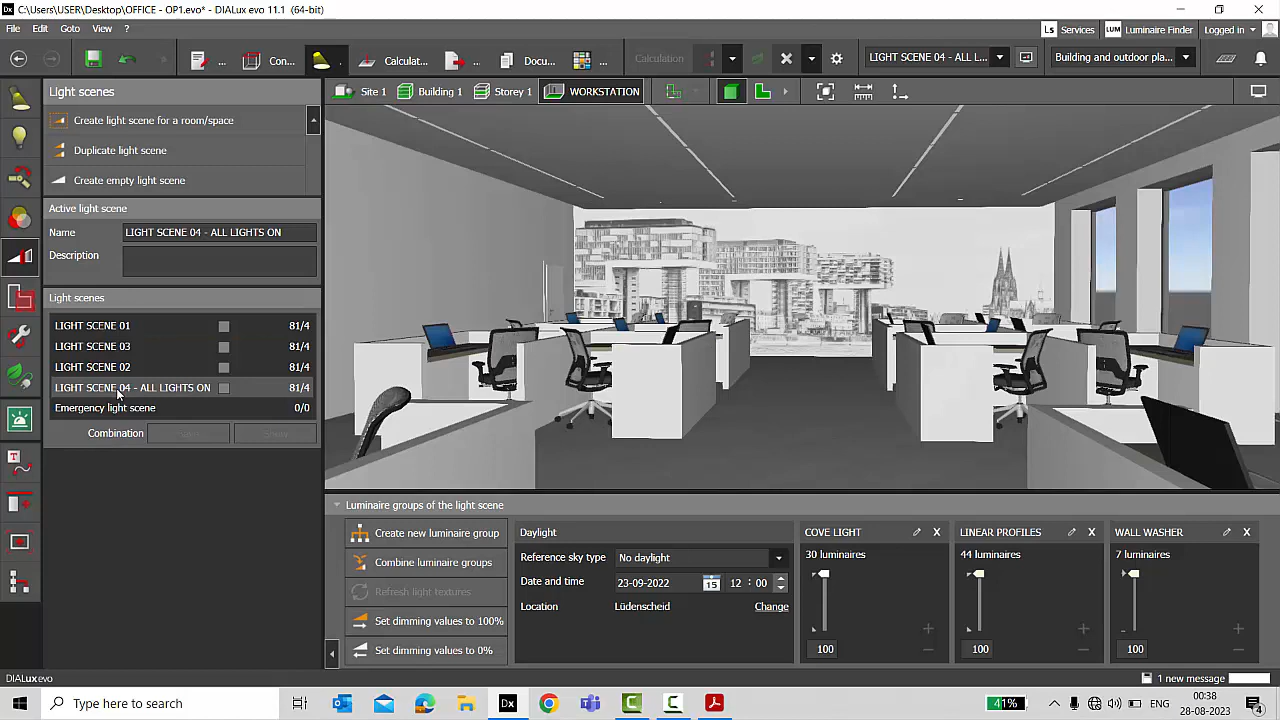 C:\Users\USER\Desktop\OFFICE - OP1.evo* - DIALux evo 11.1 (64-bit)
File Edit Goto View ?
Ls Services LUM Luminaire Finder Logged in
... Con... . Calculat... ... Docu... ... Calculation LIGHT SCENE 04 - ALL L... Building and outdoor pla...
Light scenes
Site 1 Building 1 Storey 1 WORKSTATION
Create light scene for a room/space
Duplicate light scene
Create empty light scene
Active light scene
Name LIGHT SCENE 04 - ALL LIGHTS ON
Description
Light scenes
LIGHT SCENE 01 81/4
LIGHT SCENE 03 81/4
LIGHT SCENE 02 81/4
LIGHT SCENE 04 - ALL LIGHTS ON 81/4
Emergency light scene 0/0
Combination
Luminaire groups of the light scene
Create new luminaire group
Combine luminaire groups
Refresh light textures
Set dimming values to 100%
Set dimming values to 0%
Daylight
Reference sky type No daylight
Date and time 23-09-2022 15 12 : 00
Location Lüdenscheid Change
COVE LIGHT
30 luminaires
100
LINEAR PROFILES
44 luminaires
100
WALL WASHER
7 luminaires
100
DIALux evo
1 new message
Type here to search
Dx
41%
ENG
00:38
28-08-2023
4